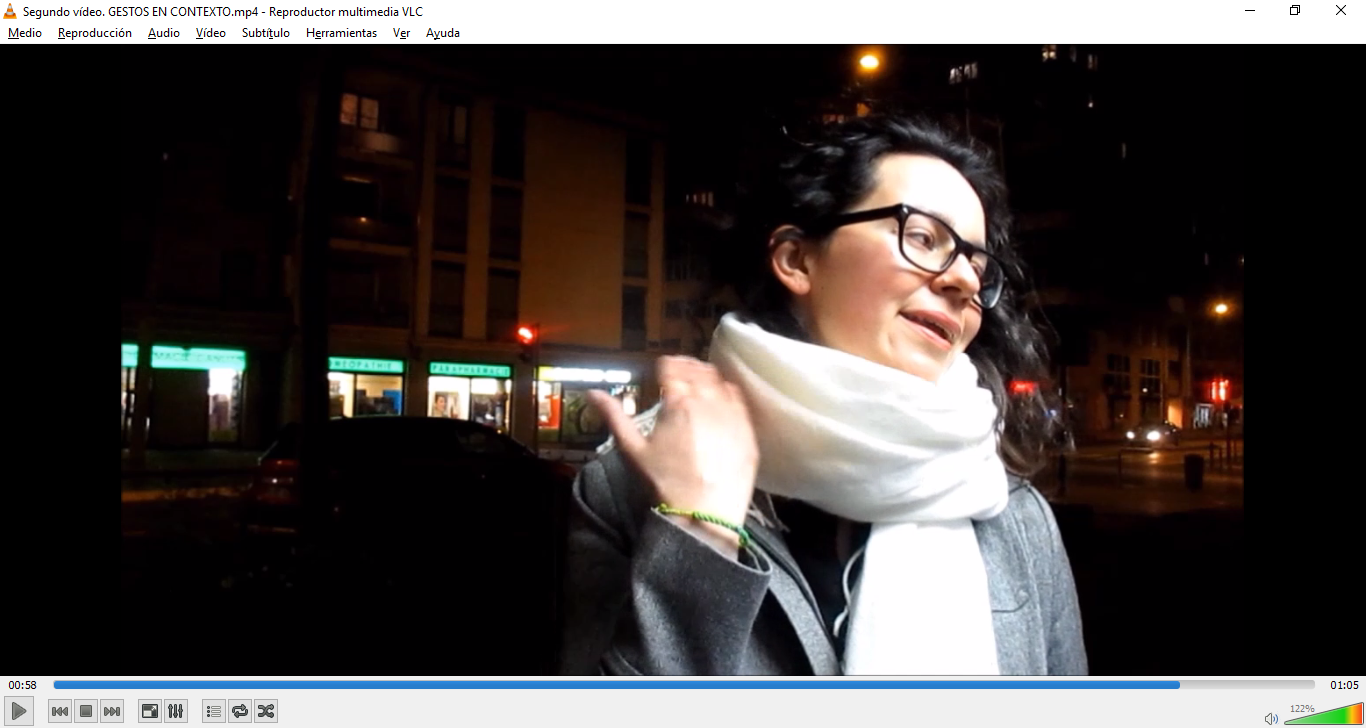 Segundo vídeo. GESTOS EN CONTEXTO.mp4 - Reproductor multimedia VLC
Medio Reproducción Audio Vídeo Subtítulo Herramientas Ver Ayuda
PARAPHARMACIE
00:58 01:05
122%